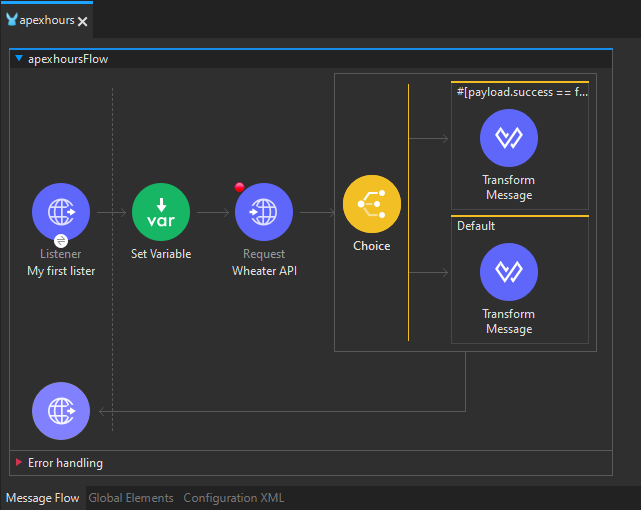 apexhours
apexhoursFlow
#[payload.success == f...
Transform
Message
Listener
My first lister
var
Set Variable
Request
Wheater API
Choice
Default
Transform
Message
Error handling
Message Flow
Global Elements
Configuration XML